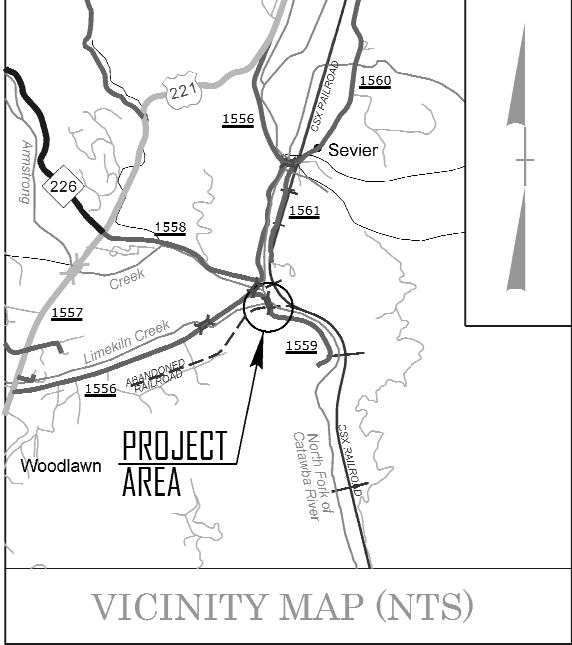 1560
221
CSX RAILROAD
1556
Sevier
Armstrong
226
1561
1558
Creek
1557
Limekiln Creek
1559
ABANDONED
RAILROAD
1556
PROJECT
AREA
Woodlawn
North Fork of
Catawba River
CSX RAILROAD
VICINITY MAP (NTS)